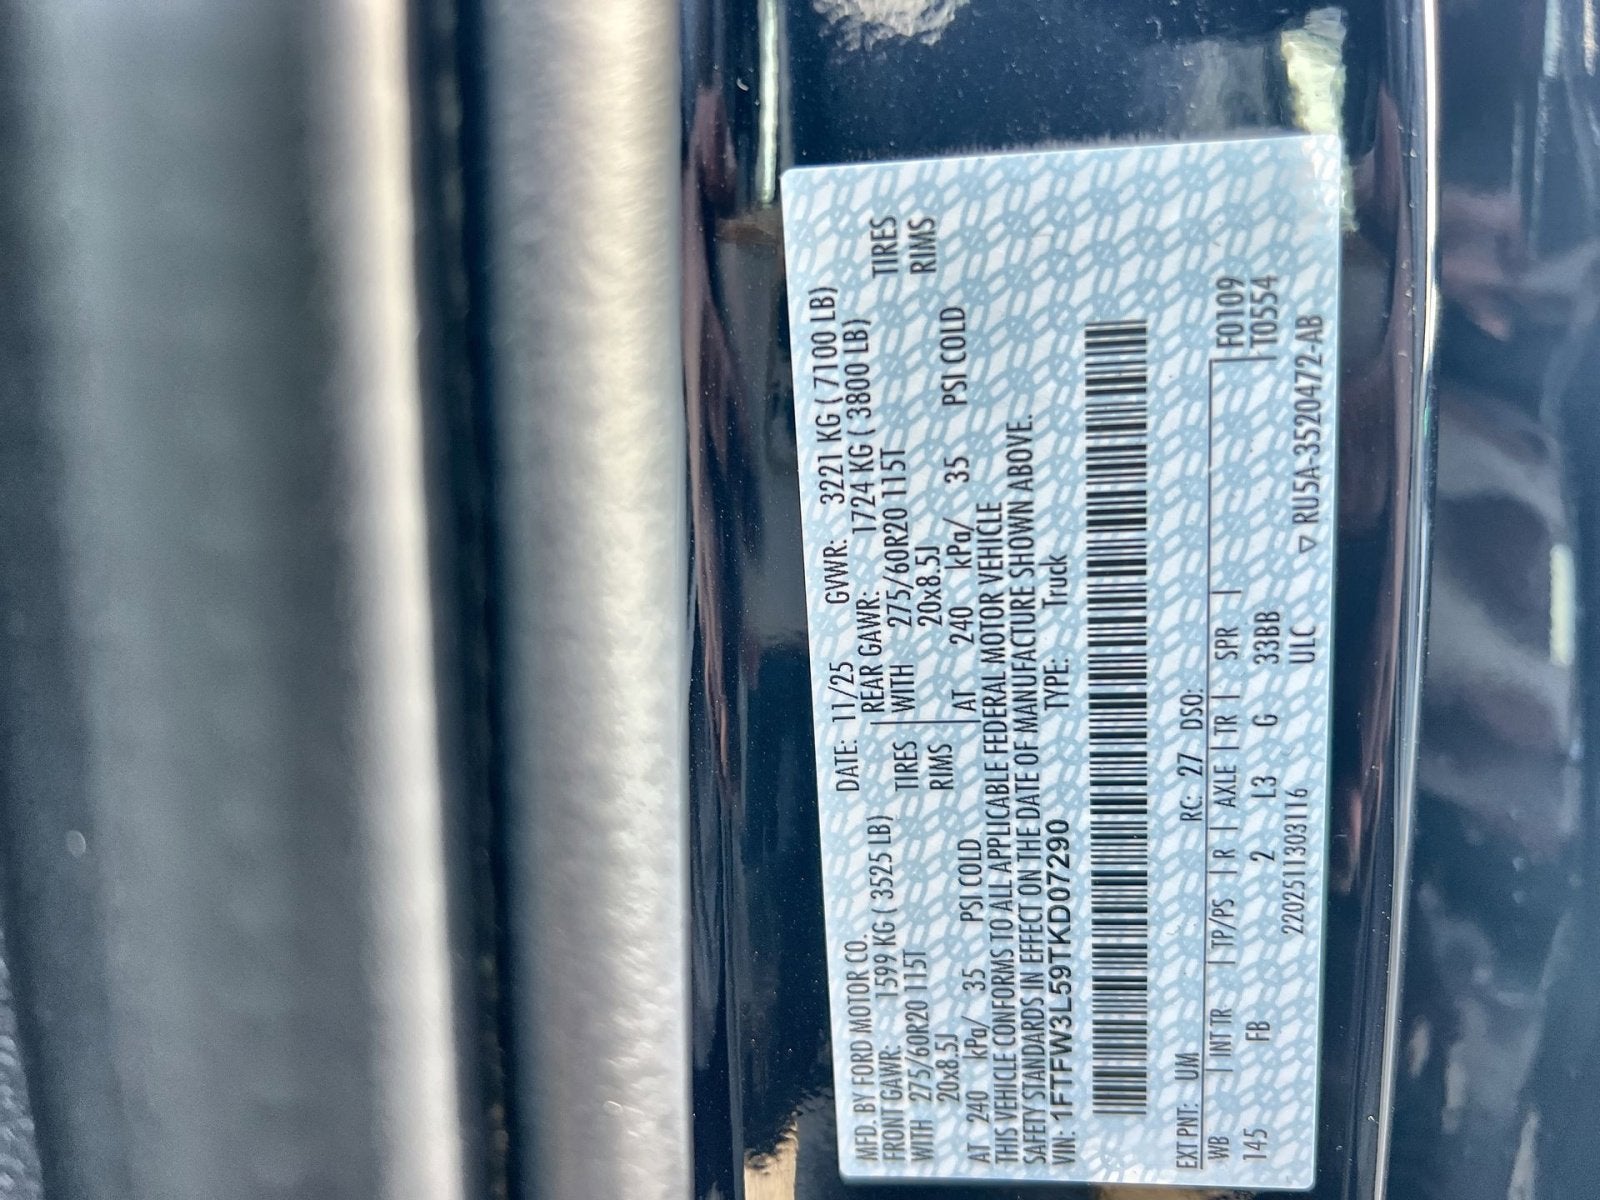 MFD. BY FORD MOTOR CO. DATE: 11/25 GVWR: 3221 KG ( 7100 LB)
FRONT GAWR: 1599 KG ( 3525 LB) REAR GAWR: 1724 KG ( 3800 LB)
WITH 275/60R20 115T TIRES WITH 275/60R20 115T TIRES
20x8.5J RIMS 20x8.5J RIMS
AT 240 kPa/ 35 PSI COLD AT 240 kPa/ 35 PSI COLD
THIS VEHICLE CONFORMS TO ALL APPLICABLE FEDERAL MOTOR VEHICLE
SAFETY STANDARDS IN EFFECT ON THE DATE OF MANUFACTURE SHOWN ABOVE.
VIN: 1FTFW3L59TKD07290 TYPE: Truck
EXT PNT: UM RC: 27 DSO:
WB INT TR TP/PS R AXLE TR SPR F0109
145 FB 2 L3 G 33BB T0554
2202511303116 ULC ▽ RU5A-3520472-AB